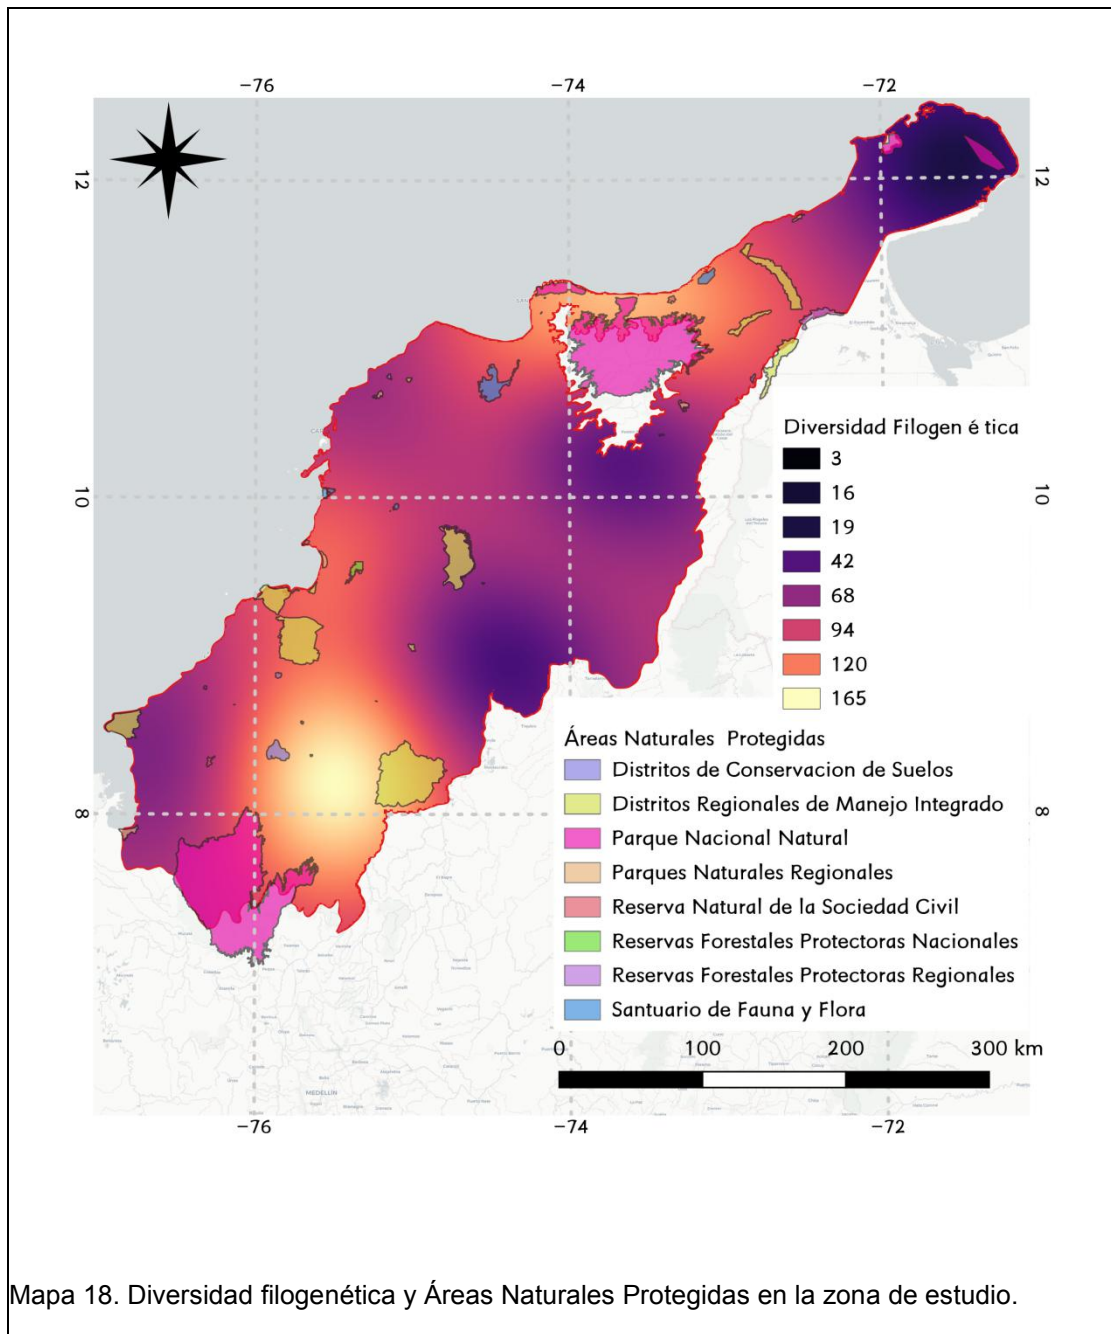 −76 −74 −72
12 12
Diversidad Filogen é tica
3
16
19
10 10
42
68
94
120
165
Áreas Naturales Protegidas
Distritos de Conservacion de Suelos
Distritos Regionales de Manejo Integrado
8 8
Parque Nacional Natural
Parques Naturales Regionales
Reserva Natural de la Sociedad Civil
Reservas Forestales Protectoras Nacionales
Reservas Forestales Protectoras Regionales
Santuario de Fauna y Flora
0 100 200 300 km
MEDELLIN
−76 −74 −72
Mapa 18. Diversidad filogenética y Áreas Naturales Protegidas en la zona de estudio.